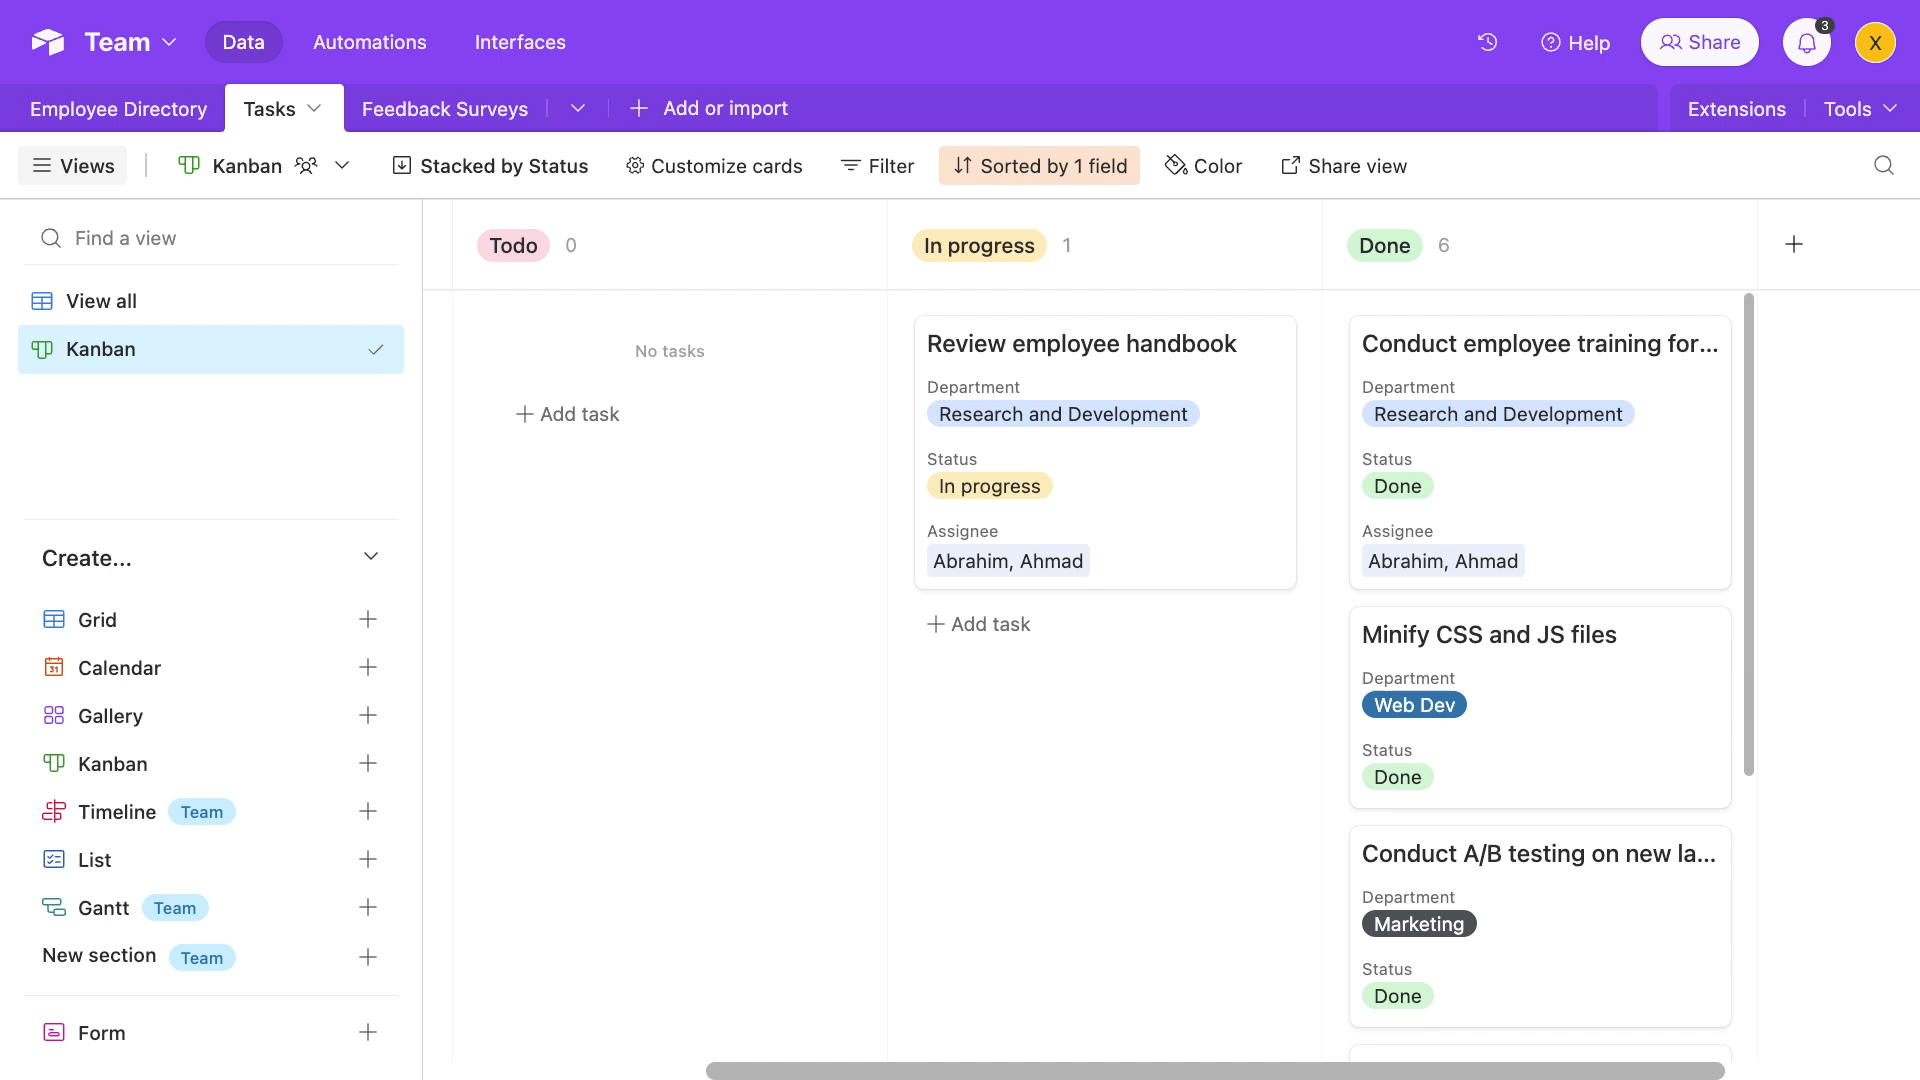 Team
Data
Automations
Interfaces
Help
Share
3
X
Employee Directory
Tasks
Feedback Surveys
Add or import
Extensions
Tools
Views
Kanban
Stacked by Status
Customize cards
Filter
Sorted by 1 field
Color
Share view
Find a view
View all
Kanban
Create...
Grid
31
Calendar
Gallery
Kanban
Timeline Team
List
Gantt Team
New section Team
Form
Todo 0
No tasks
Add task
In progress 1
Review employee handbook
Department
Research and Development
Status
In progress
Assignee
Abrahim, Ahmad
Add task
Done 6
Conduct employee training for...
Department
Research and Development
Status
Done
Assignee
Abrahim, Ahmad
Minify CSS and JS files
Department
Web Dev
Status
Done
Conduct A/B testing on new la...
Department
Marketing
Status
Done